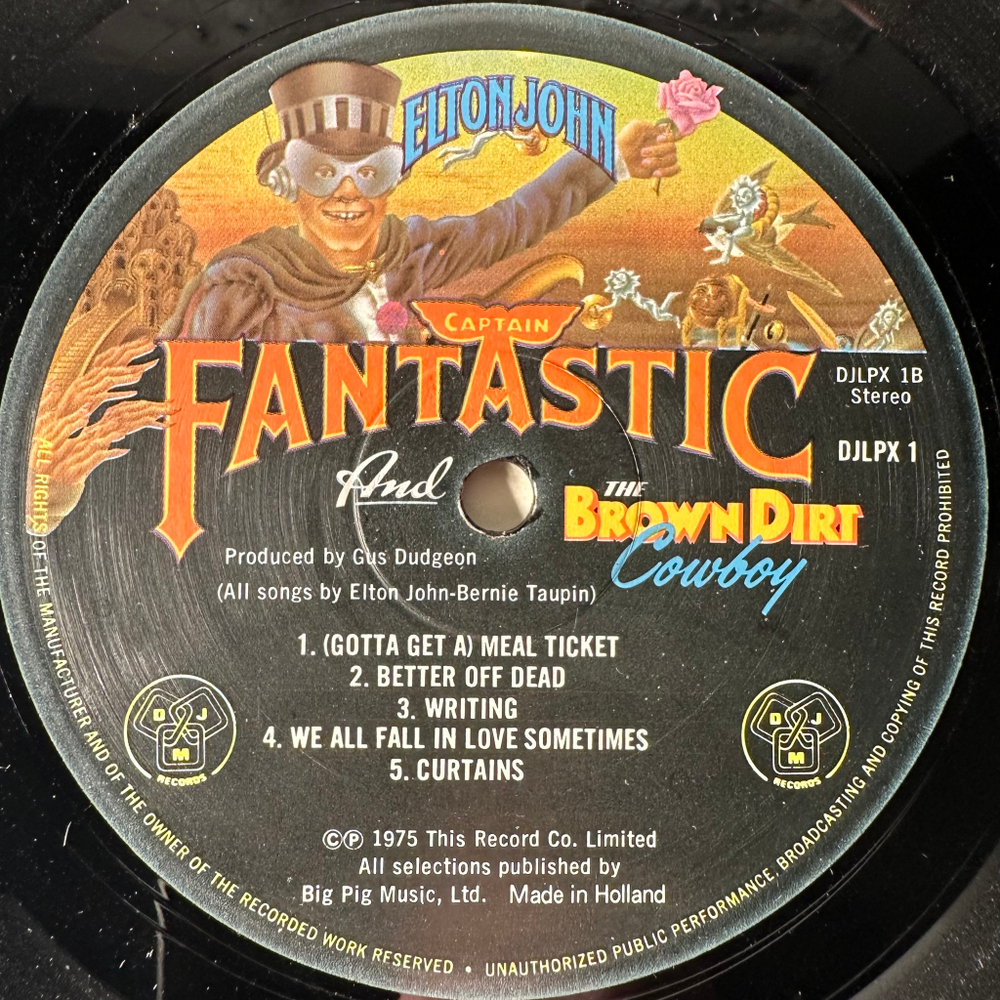 ELTON JOHN
CAPTAIN
FANTASTIC
DJLPX 1B
Stereo
DJLPX 1
And
THE
BROWN DIRT
Cowboy
Produced by Gus Dudgeon
(All songs by Elton John-Bernie Taupin)
1. (GOTTA GET A) MEAL TICKET
2. BETTER OFF DEAD
3. WRITING
4. WE ALL FALL IN LOVE SOMETIMES
5. CURTAINS
D J
M
RECORDS
D J
M
RECORDS
©℗ 1975 This Record Co. Limited
All selections published by
Big Pig Music, Ltd. Made in Holland
ALL RIGHTS OF THE MANUFACTURER AND OF THE OWNER OF THE RECORDED WORK RESERVED • UNAUTHORIZED PUBLIC PERFORMANCE, BROADCASTING AND COPYING OF THIS RECORD PROHIBITED